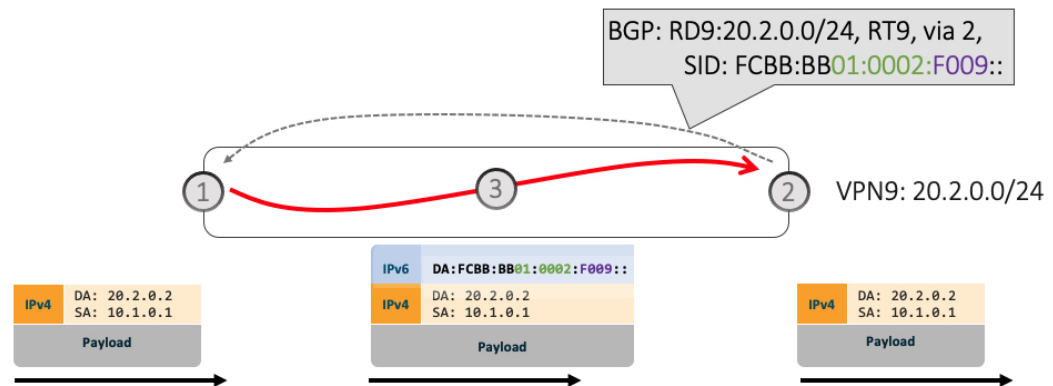 BGP: RD9:20.2.0.0/24, RT9, via 2,
SID: FCBB:BB01:0002:F009::
1
3
2
VPN9: 20.2.0.0/24
IPv6 DA:FCBB:BB01:0002:F009::
IPv4
DA: 20.2.0.2
SA: 10.1.0.1
Payload
IPv4
DA: 20.2.0.2
SA: 10.1.0.1
Payload
IPv4
DA: 20.2.0.2
SA: 10.1.0.1
Payload